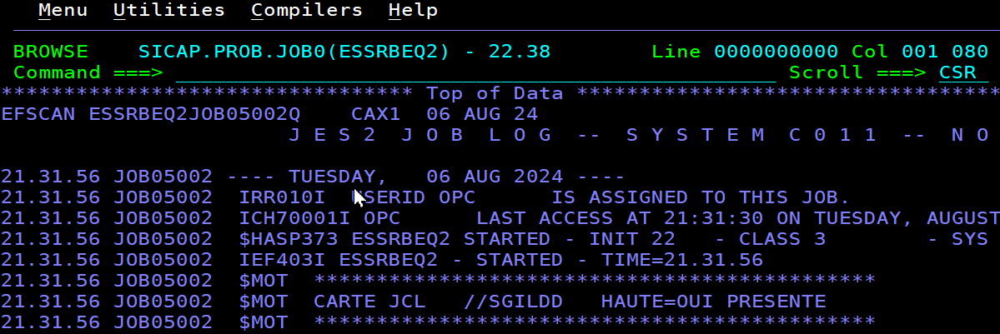 Menu  Utilities  Compilers  Help
BROWSE    SICAP.PROB.JOB0(ESSRBEQ2) - 22.38        Line 0000000000 Col 001 080
Command ===>                                                  Scroll ===> CSR
********************************* Top of Data **********************************
EFSCAN ESSRBEQ2JOB05002Q    CAX1  06 AUG 24
J E S 2  J O B  L O G  --  S Y S T E M  C 0 1 1  --  N O
21.31.56 JOB05002 ---- TUESDAY,   06 AUG 2024 ----
21.31.56 JOB05002  IRR010I  USERID OPC      IS ASSIGNED TO THIS JOB.
21.31.56 JOB05002  ICH70001I OPC      LAST ACCESS AT 21:31:30 ON TUESDAY, AUGUST
21.31.56 JOB05002  $HASP373 ESSRBEQ2 STARTED - INIT 22   - CLASS 3        - SYS
21.31.56 JOB05002  IEF403I ESSRBEQ2 - STARTED - TIME=21.31.56
21.31.56 JOB05002  $MOT  *********************************************
21.31.56 JOB05002  $MOT  CARTE JCL   //SGILDD   HAUTE=OUI PRESENTE
21.31.56 JOB05002  $MOT  *********************************************